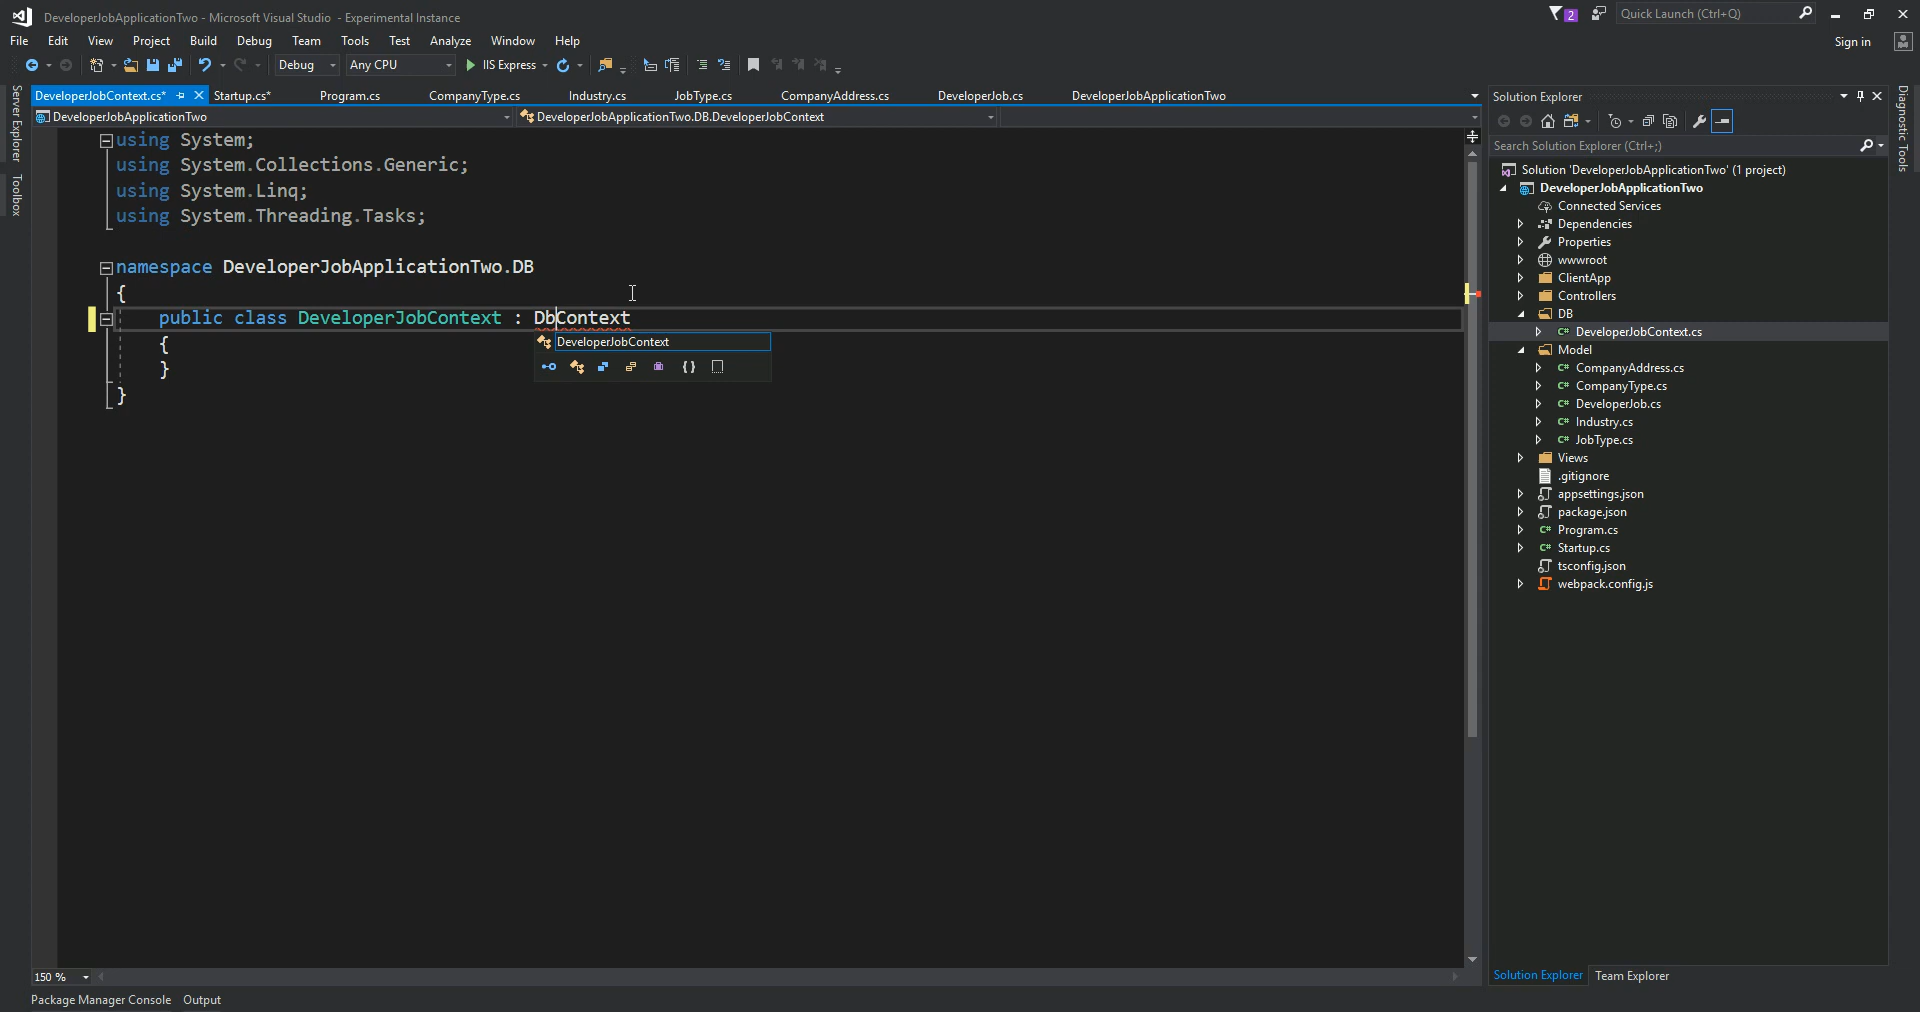 DeveloperJobApplicationTwo - Microsoft Visual Studio - Experimental Instance
2
Quick Launch (Ctrl+Q)
File Edit View Project Build Debug Team Tools Test Analyze Window Help
Sign in
Debug Any CPU IIS Express
Server Explorer
Toolbox
DeveloperJobContext.cs* Startup.cs* Program.cs CompanyType.cs Industry.cs JobType.cs CompanyAddress.cs DeveloperJob.cs DeveloperJobApplicationTwo
DeveloperJobApplicationTwo DeveloperJobApplicationTwo.DB.DeveloperJobContext
using System;
using System.Collections.Generic;
using System.Linq;
using System.Threading.Tasks;
namespace DeveloperJobApplicationTwo.DB
{
public class DeveloperJobContext : DbContext
DeveloperJobContext
{
}
}
150 %
Package Manager Console Output
Solution Explorer
Search Solution Explorer (Ctrl+;)
Solution 'DeveloperJobApplicationTwo' (1 project)
DeveloperJobApplicationTwo
Connected Services
Dependencies
Properties
wwwroot
ClientApp
Controllers
DB
C# DeveloperJobContext.cs
Model
C# CompanyAddress.cs
C# CompanyType.cs
C# DeveloperJob.cs
C# Industry.cs
C# JobType.cs
Views
.gitignore
appsettings.json
package.json
C# Program.cs
C# Startup.cs
tsconfig.json
webpack.config.js
Solution Explorer Team Explorer
Diagnostic Tools